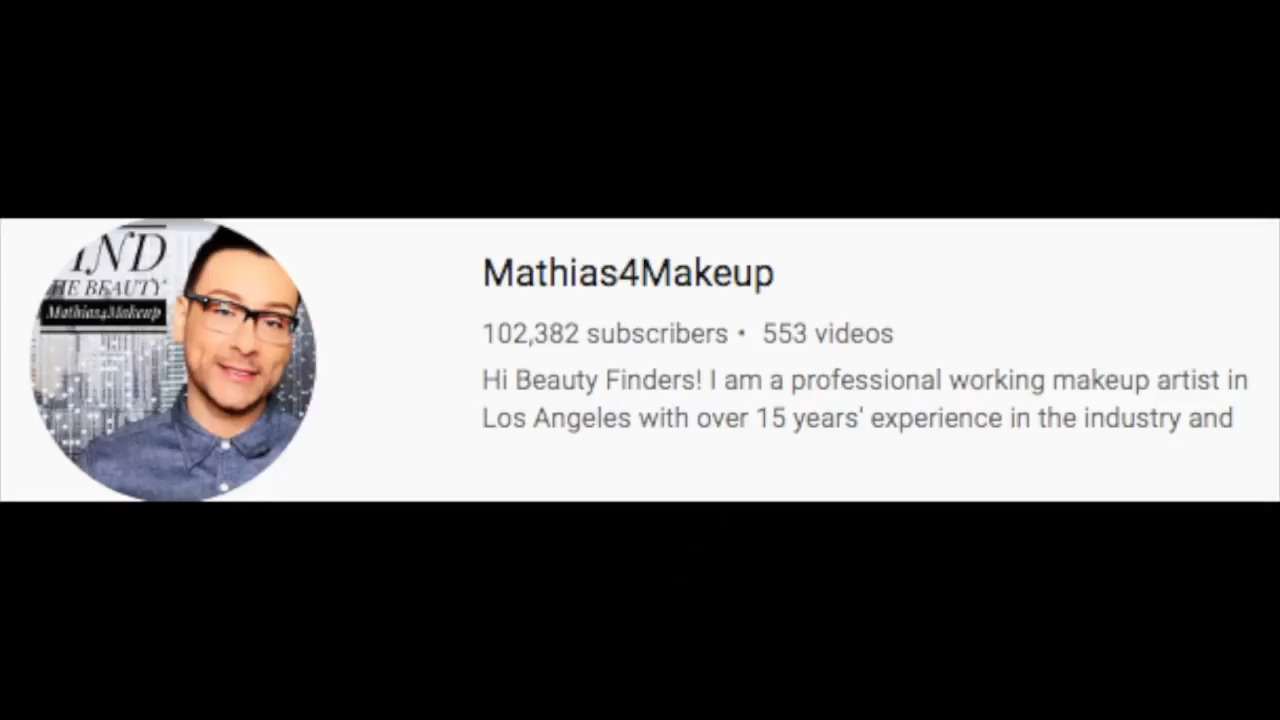 IND
HE BEAUTY
Mathias4Makeup
Mathias4Makeup
102,382 subscribers • 553 videos
Hi Beauty Finders! I am a professional working makeup artist in
Los Angeles with over 15 years' experience in the industry and